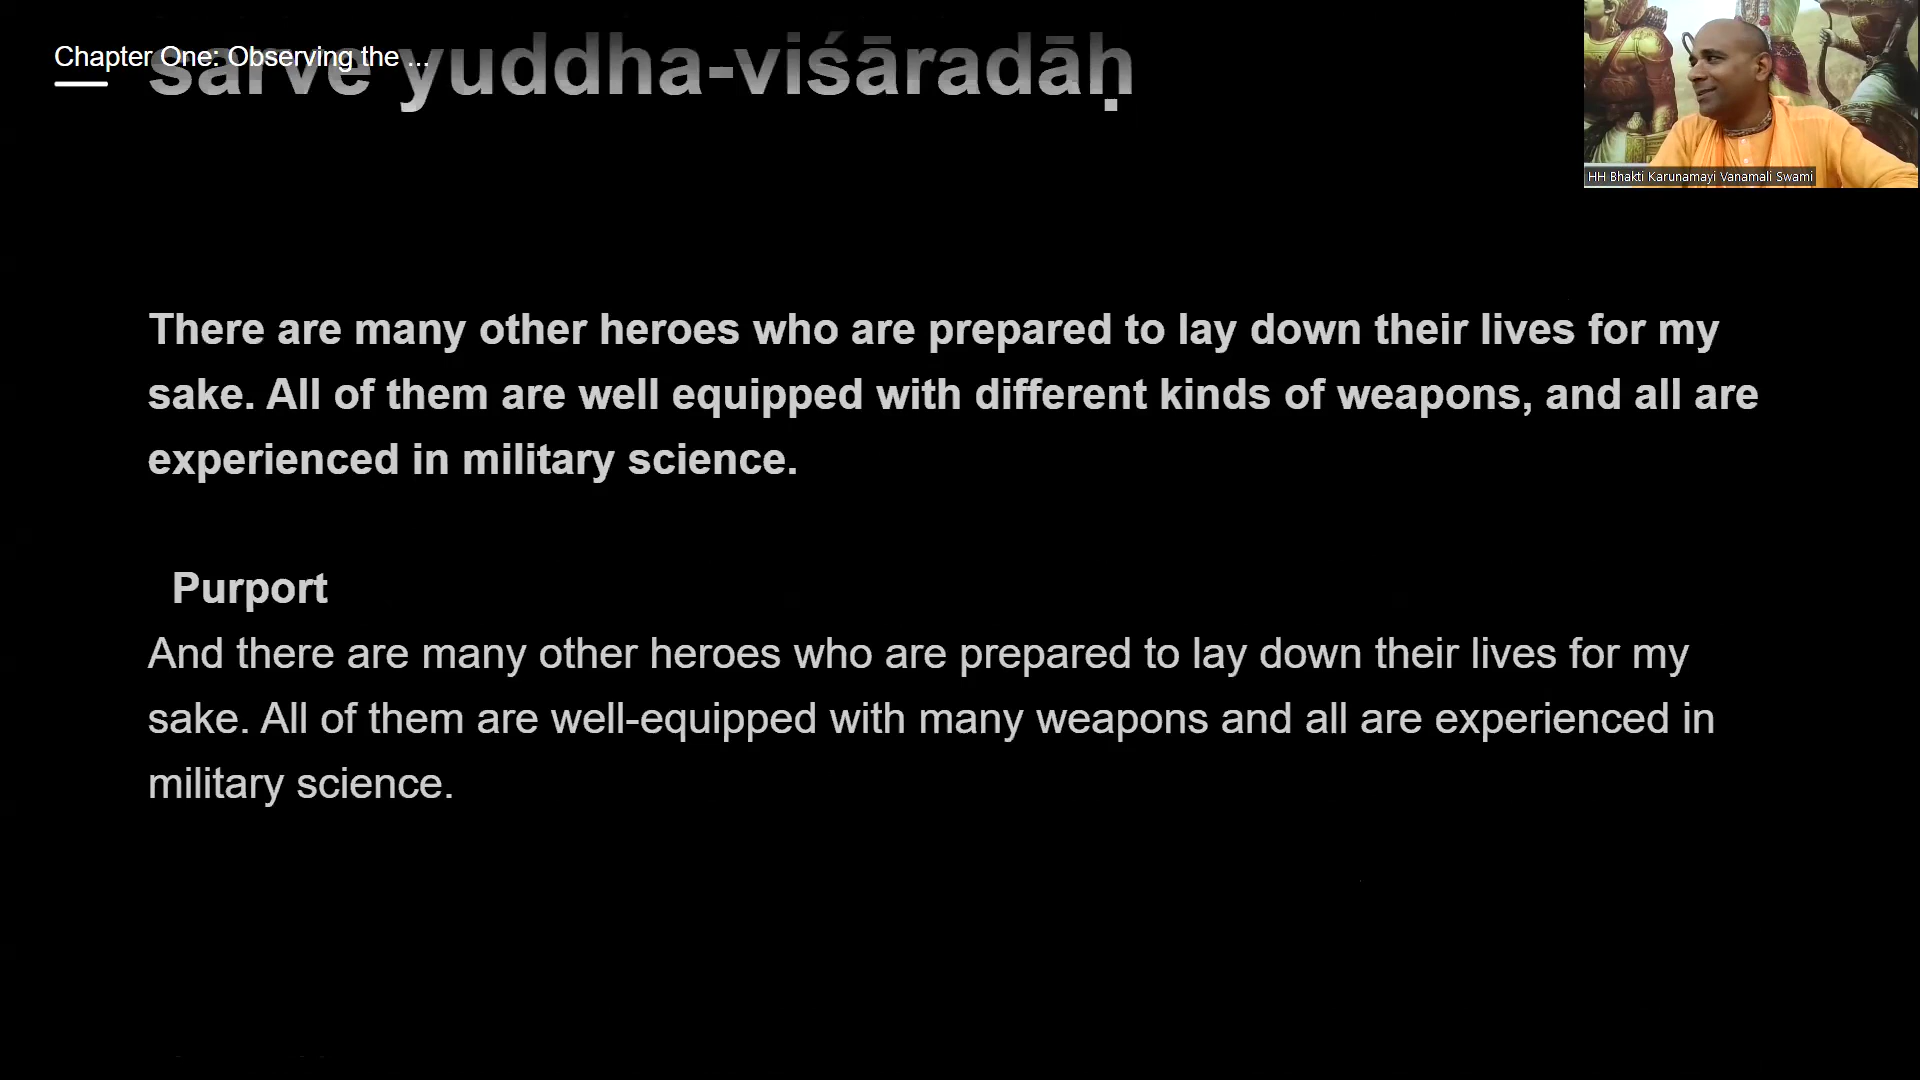 Chapter One: Observing the ...
sarve yuddha-viśāradāḥ
HH Bhakti Karunamayi Vanamali Swami
There are many other heroes who are prepared to lay down their lives for my
sake. All of them are well equipped with different kinds of weapons, and all are
experienced in military science.
Purport
And there are many other heroes who are prepared to lay down their lives for my
sake. All of them are well-equipped with many weapons and all are experienced in
military science.